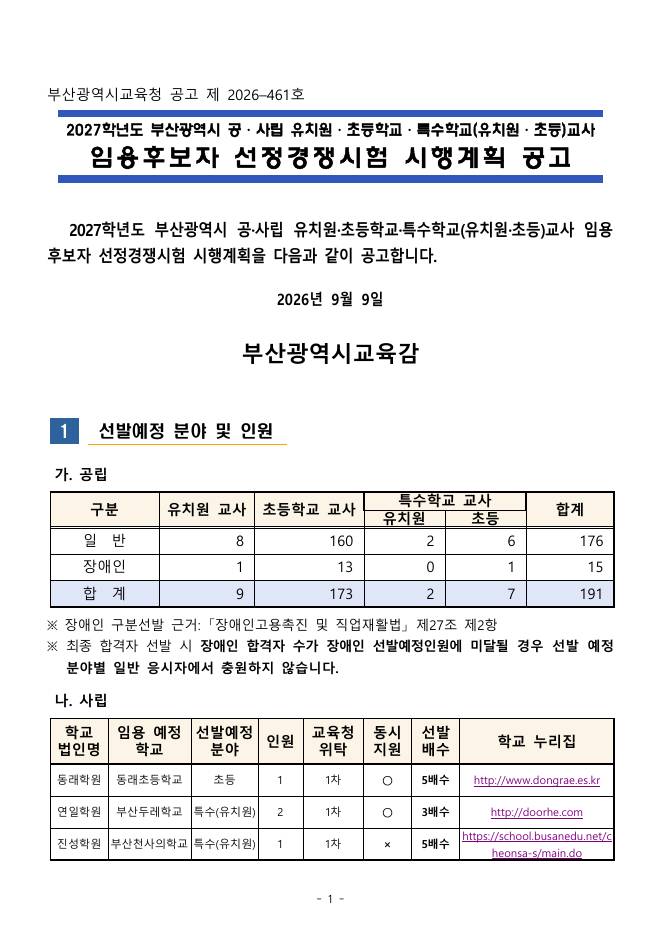 부산광역시교육청 공고 제 2026–461호
2027학년도 부산광역시 공 · 사립 유치원 · 초등학교 · 특수학교(유치원 · 초등)교사
임용후보자 선정경쟁시험 시행계획 공고
2027학년도 부산광역시 공·사립 유치원·초등학교·특수학교(유치원·초등)교사 임용
후보자 선정경쟁시험 시행계획을 다음과 같이 공고합니다.
2026년 9월 9일
부산광역시교육감
1 선발예정 분야 및 인원
가. 공립
구분 유치원 교사 초등학교 교사 특수학교 교사 합계
유치원 초등
일 반 8 160 2 6 176
장애인 1 13 0 1 15
합 계 9 173 2 7 191
※ 장애인 구분선발 근거:「장애인고용촉진 및 직업재활법」제27조 제2항
※ 최종 합격자 선발 시 장애인 합격자 수가 장애인 선발예정인원에 미달될 경우 선발 예정
분야별 일반 응시자에서 충원하지 않습니다.
나. 사립
학교 임용 예정 선발예정 인원 교육청 동시 선발 학교 누리집
법인명 학교 분야 위탁 지원 배수
동래학원 동래초등학교 초등 1 1차 ○ 5배수 http://www.dongrae.es.kr
연일학원 부산두레학교 특수(유치원) 2 1차 ○ 3배수 http://doorhe.com
진성학원 부산천사의학교 특수(유치원) 1 1차 × 5배수 https://school.busanedu.net/c
heonsa-s/main.do
- 1 -